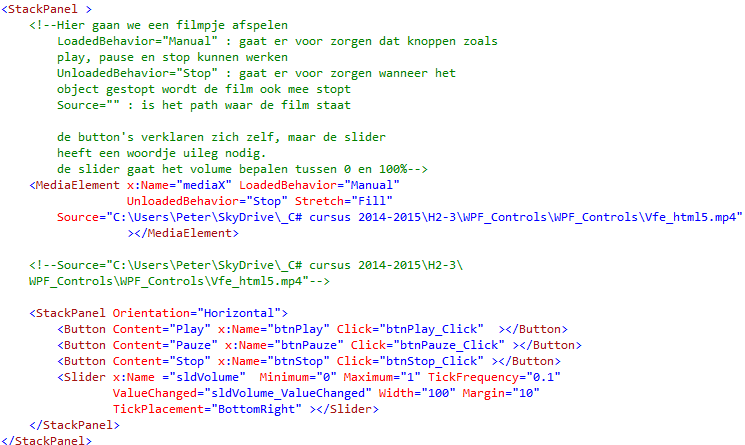 <StackPanel >
<!--Hier gaan we een filmpje afspelen
LoadedBehavior="Manual" : gaat er voor zorgen dat knoppen zoals
play, pause en stop kunnen werken
UnloadedBehavior="Stop" : gaat er voor zorgen wanneer het
object gestopt wordt de film ook mee stopt
Source="" : is het path waar de film staat
de button's verklaren zich zelf, maar de slider
heeft een woordje uileg nodig.
de slider gaat het volume bepalen tussen 0 en 100%-->
<MediaElement x:Name="mediaX" LoadedBehavior="Manual"
UnloadedBehavior="Stop" Stretch="Fill"
Source="C:\Users\Peter\SkyDrive\_C# cursus 2014-2015\H2-3\WPF_Controls\WPF_Controls\Vfe_html5.mp4"
></MediaElement>
<!--Source="C:\Users\Peter\SkyDrive\_C# cursus 2014-2015\H2-3\
WPF_Controls\WPF_Controls\Vfe_html5.mp4"-->
<StackPanel Orientation="Horizontal">
<Button Content="Play" x:Name="btnPlay" Click="btnPlay_Click"  ></Button>
<Button Content="Pauze" x:Name="btnPauze" Click="btnPauze_Click" ></Button>
<Button Content="Stop" x:Name="btnStop" Click="btnStop_Click" ></Button>
<Slider x:Name ="sldVolume"  Minimum="0" Maximum="1" TickFrequency="0.1"
ValueChanged="sldVolume_ValueChanged" Width="100" Margin="10"
TickPlacement="BottomRight" ></Slider>
</StackPanel>
</StackPanel>